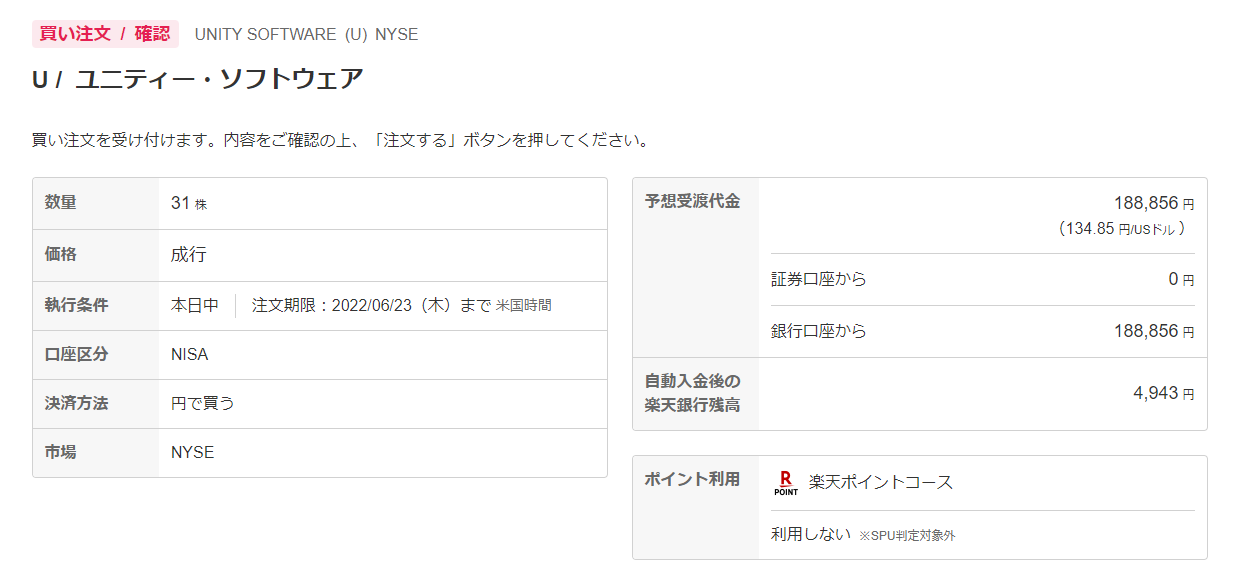 買い注文 / 確認 UNITY SOFTWARE (U) NYSE
U / ユニティー・ソフトウェア
買い注文を受け付けます。内容をご確認の上、「注文する」ボタンを押してください。
数量 31 株
価格 成行
執行条件 本日中 注文期限:2022/06/23(木)まで 米国時間
口座区分 NISA
決済方法 円で買う
市場 NYSE
予想受渡代金 188,856 円
(134.85 円/USドル )
証券口座から 0 円
銀行口座から 188,856 円
自動入金後の
楽天銀行残高
4,943 円
ポイント利用 R POINT 楽天ポイントコース
利用しない ※SPU判定対象外